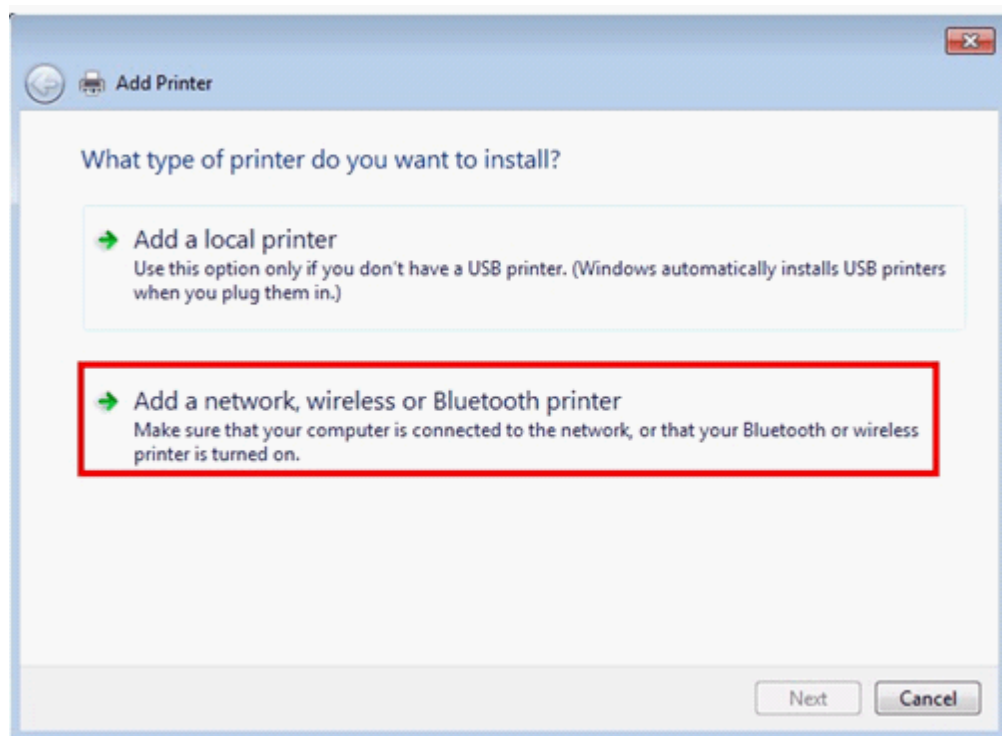 Add Printer
What type of printer do you want to install?
Add a local printer
Use this option only if you don't have a USB printer. (Windows automatically installs USB printers
when you plug them in.)
Add a network, wireless or Bluetooth printer
Make sure that your computer is connected to the network, or that your Bluetooth or wireless
printer is turned on.
Next
Cancel